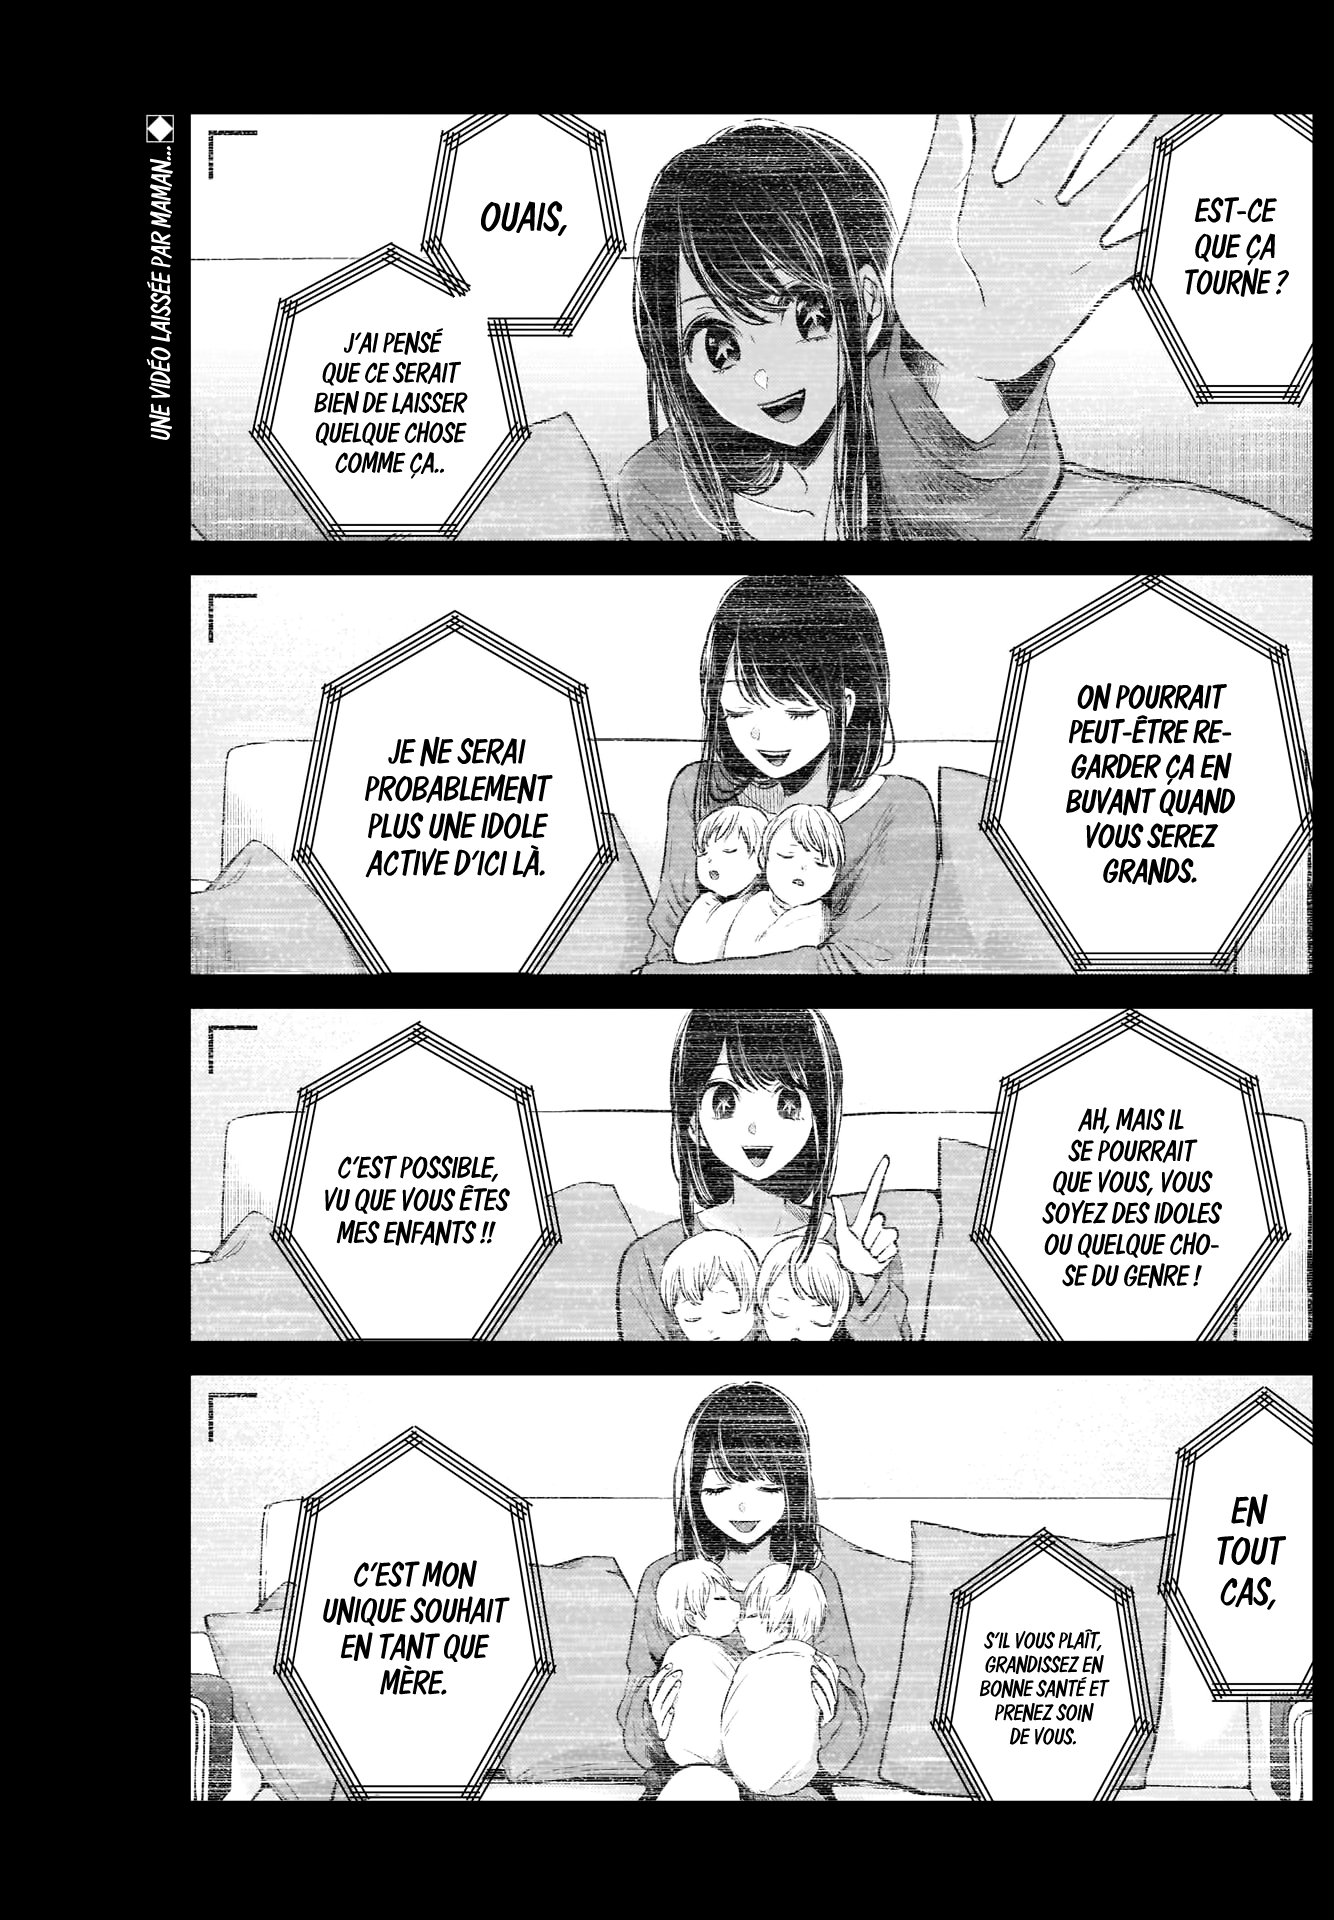 UNE VIDÉO LAISSÉE PAR MAMAN...
EST-CE
QUE ÇA
TOURNE ?
OUAIS,
J'AI PENSÉ
QUE CE SERAIT
BIEN DE LAISSER
QUELQUE CHOSE
COMME ÇA..
ON POURRAIT
PEUT-ÊTRE RE-
GARDER ÇA EN
BUVANT QUAND
VOUS SEREZ
GRANDS.
JE NE SERAI
PROBABLEMENT
PLUS UNE IDOLE
ACTIVE D'ICI LÀ.
AH, MAIS IL
SE POURRAIT
QUE VOUS, VOUS
SOYEZ DES IDOLES
OU QUELQUE CHO-
SE DU GENRE !
C'EST POSSIBLE,
VU QUE VOUS ÊTES
MES ENFANTS !!
EN
TOUT
CAS,
S'IL VOUS PLAÎT,
GRANDISSEZ EN
BONNE SANTÉ ET
PRENEZ SOIN
DE VOUS.
C'EST MON
UNIQUE SOUHAIT
EN TANT QUE
MÈRE.